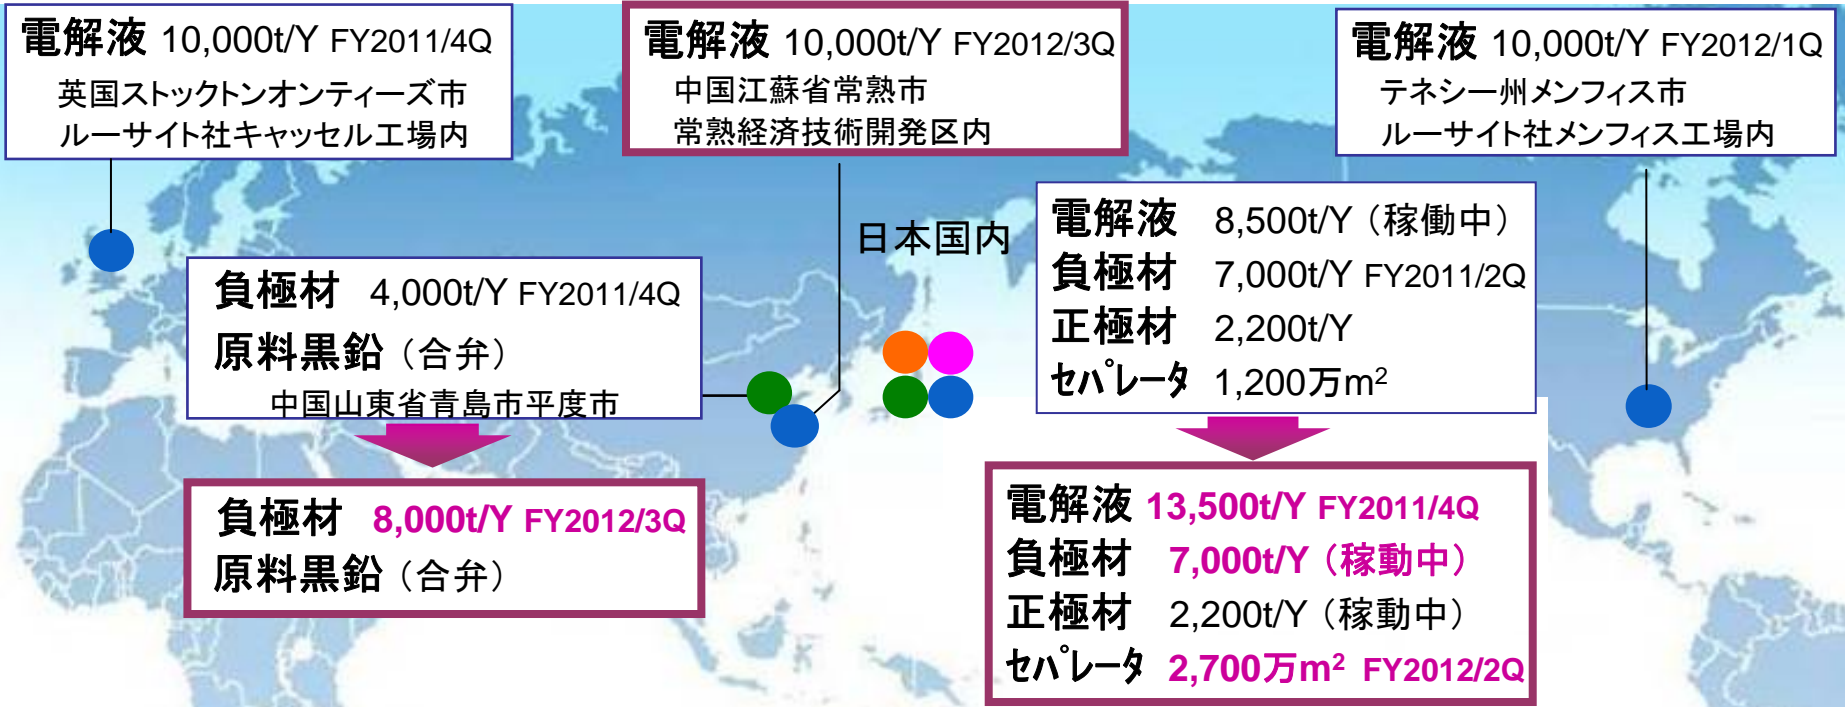 電解液 10,000t/Y FY2011/4Q
英国ストックトンオンティーズ市
ルーサイト社キャッセル工場内
電解液 10,000t/Y FY2012/3Q
中国江蘇省常熟市
常熟経済技術開発区内
電解液 10,000t/Y FY2012/1Q
テネシー州メンフィス市
ルーサイト社メンフィス工場内
負極材 4,000t/Y FY2011/4Q
原料黒鉛（合弁）
中国山東省青島市平度市
負極材 8,000t/Y FY2012/3Q
原料黒鉛（合弁）
日本国内
電解液 8,500t/Y（稼働中）
負極材 7,000t/Y FY2011/2Q
正極材 2,200t/Y
セパレータ 1,200万m²
電解液 13,500t/Y FY2011/4Q
負極材 7,000t/Y（稼動中）
正極材 2,200t/Y（稼動中）
セパレータ 2,700万m² FY2012/2Q